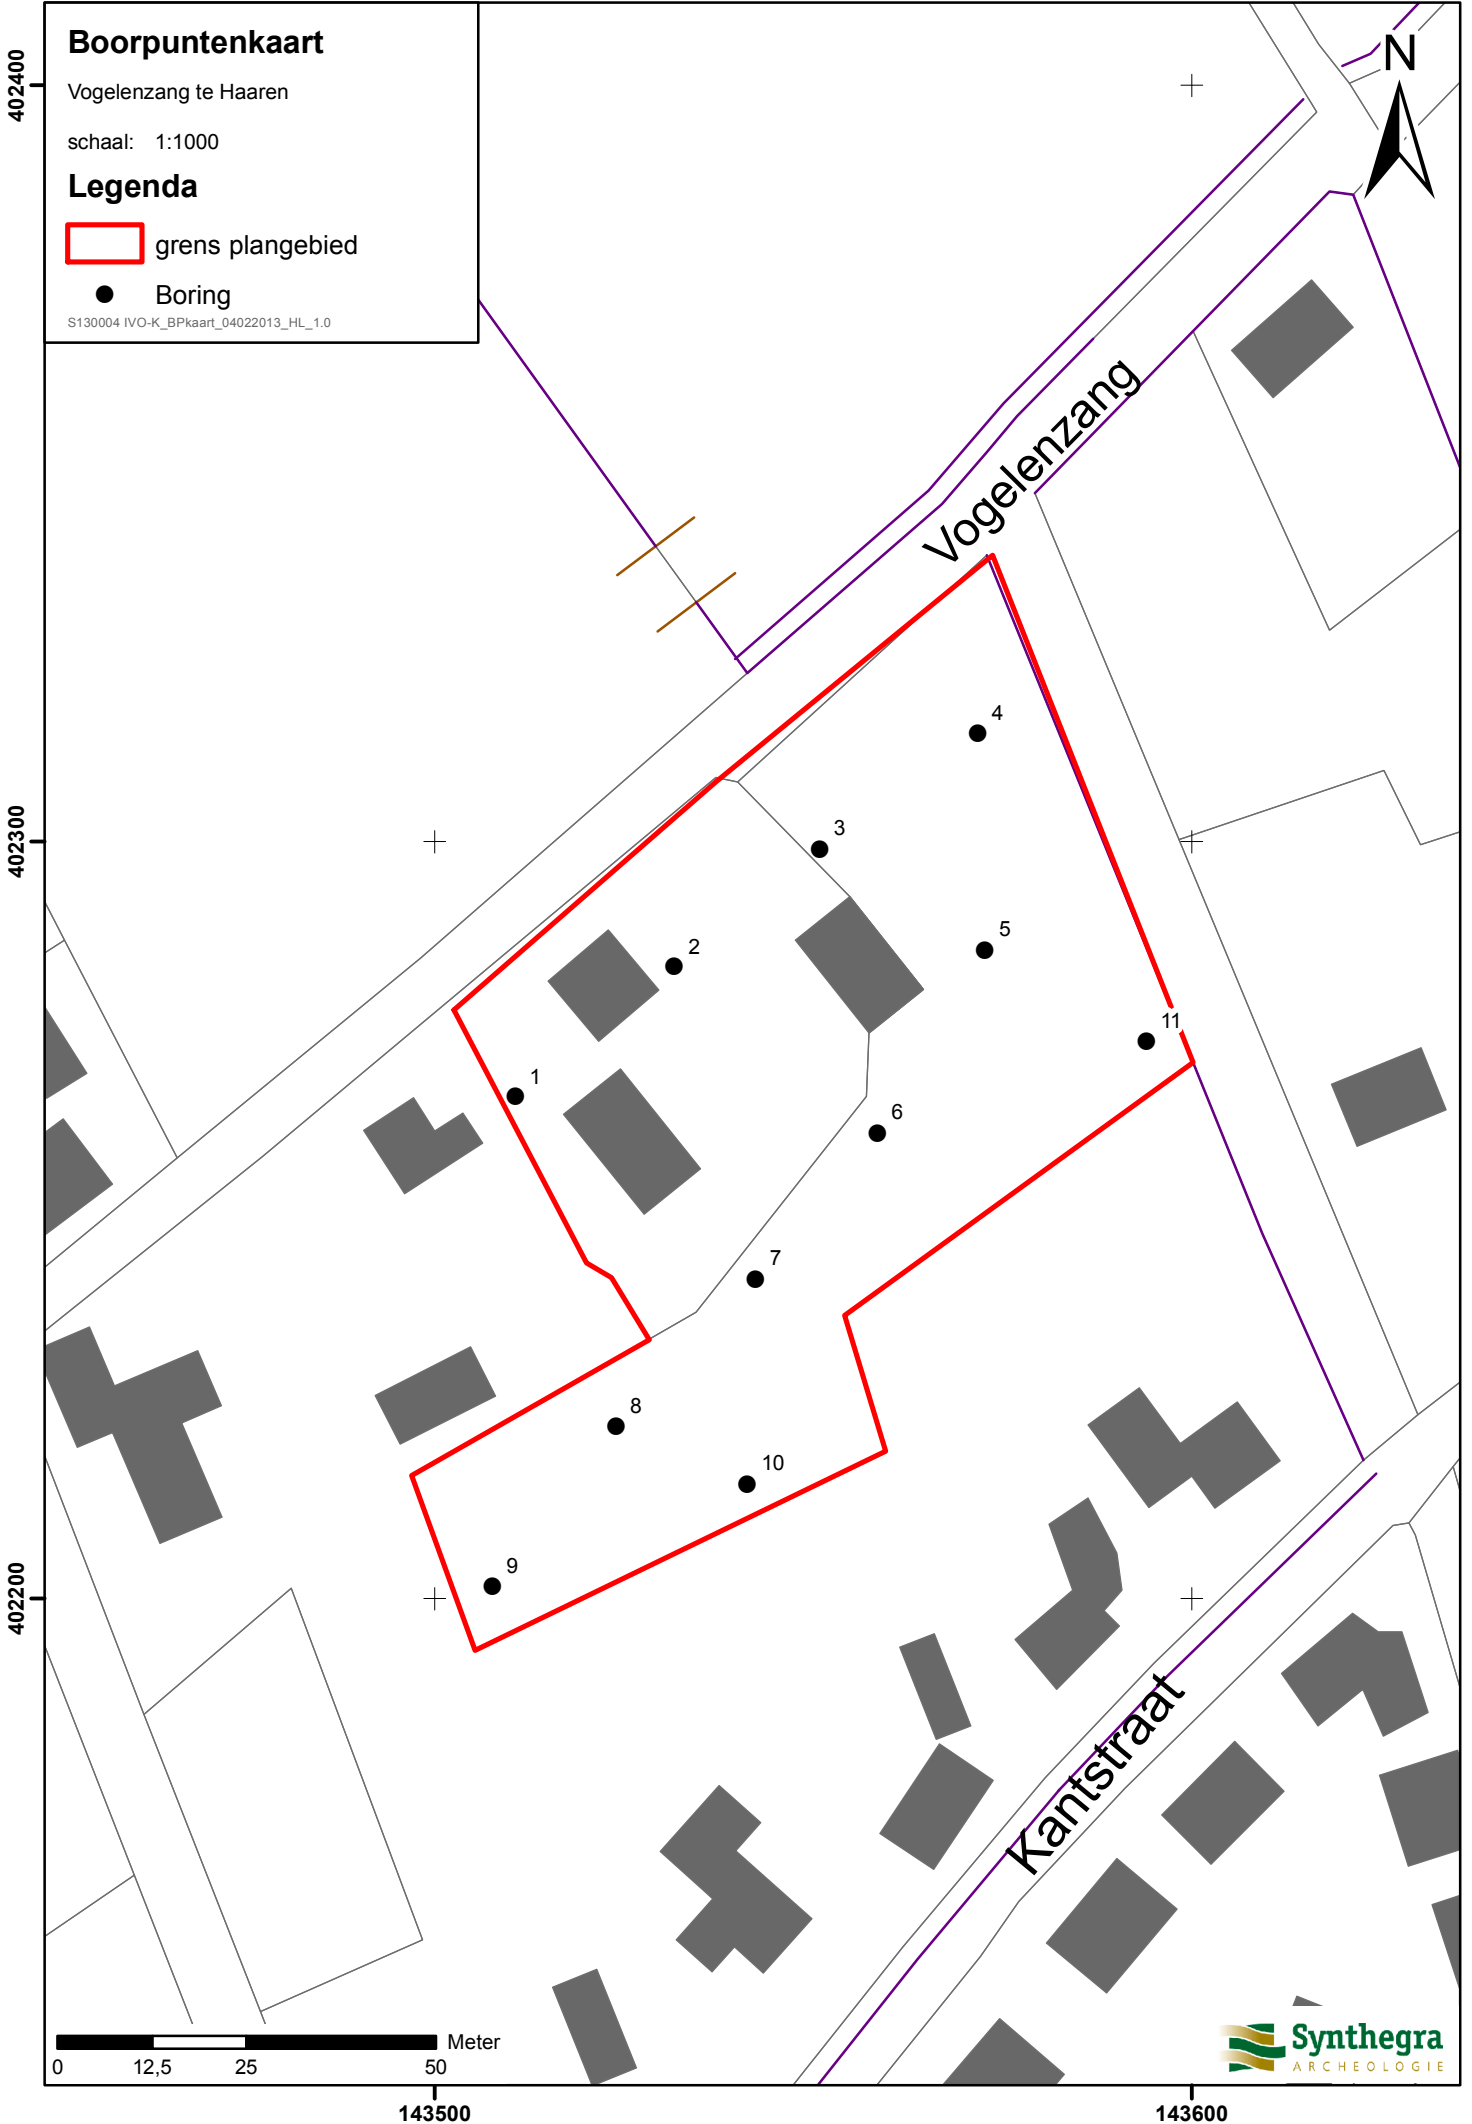 Boorpuntenkaart
Vogelenzang te Haaren
schaal: 1:1000
Legenda
grens plangebied
Boring
S130004 IVO-K_BPkaart_04022013_HL_1.0
N
402400
402300
402200
Vogelenzang
4
3
5
2
11
1
6
7
8
10
9
Kantstraat
Meter
0 12,5 25 50
Synthegra
ARCHEOLOGIE
143500 143600